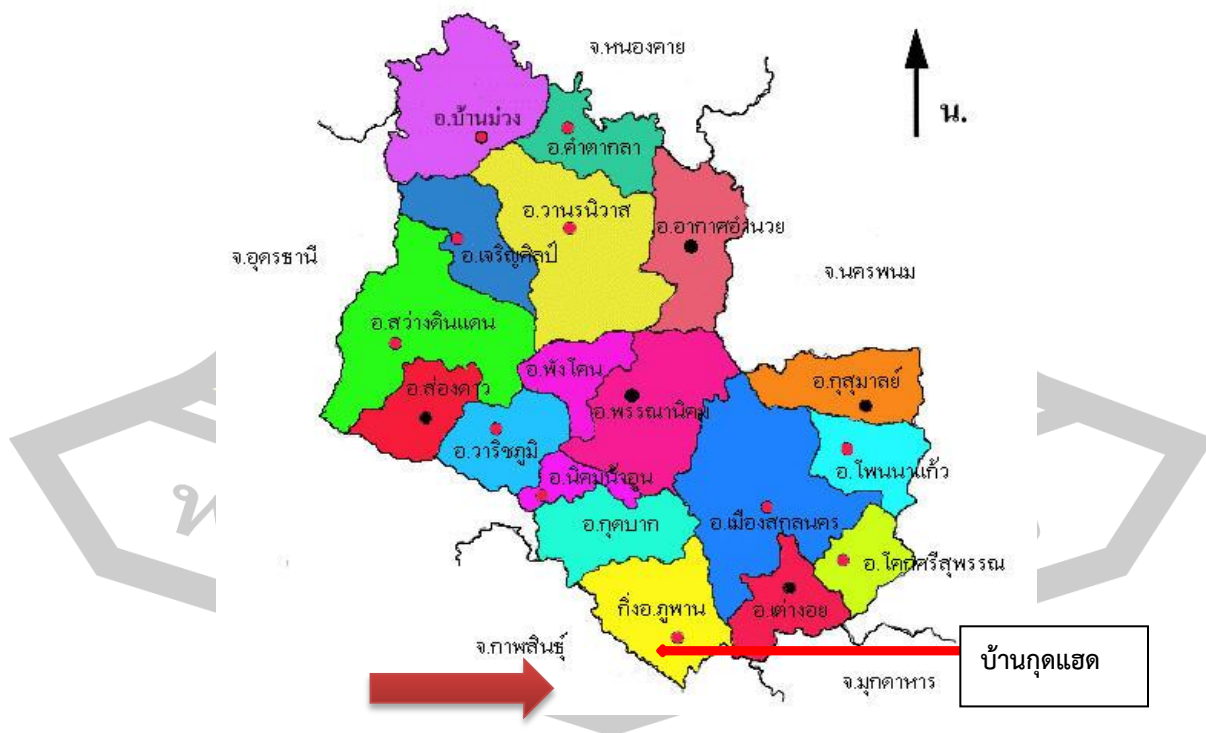 จ.หนองคาย
น.
อ.บ้านม่วง
อ.คำตากลา
อ.วานรนิวาส
อ.อากาศอำนวย
จ.อุดรธานี
อ.เจริญศิลป์
จ.นครพนม
อ.สว่างดินแดน
อ.พังโคน
อ.กุสุมาลย์
อ.ส่องดาว
อ.พรรณานิคม
อ.วาริชภูมิ
อ.โพนนาแก้ว
อ.นิคมน้ำอูน
อ.กุดบาก
อ.เมืองสกลนคร
อ.โคกศรีสุพรรณ
กิ่งอ.ภูพาน
อ.เต่างอย
จ.กาพสินธุ์
บ้านกุดแฮด
จ.มุกดาหาร